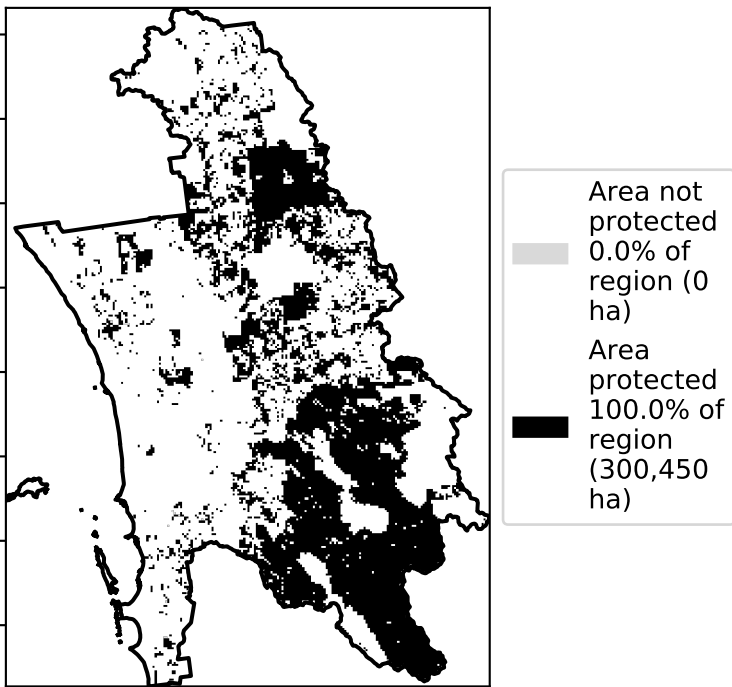 Area not
protected
0.0% of
region (0
ha)
Area
protected
100.0% of
region
(300,450
ha)